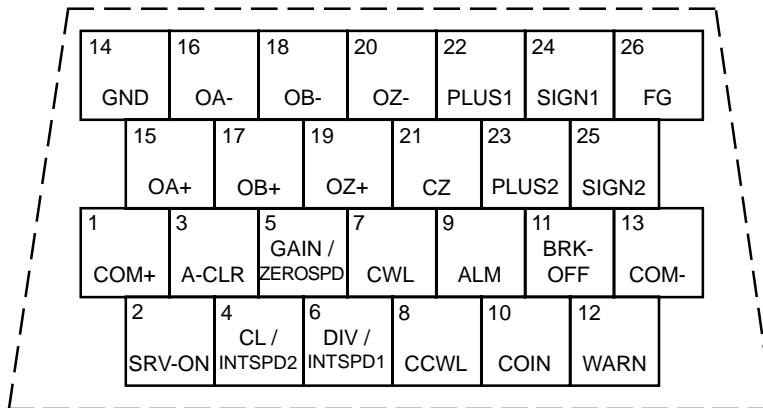 14 16 18 20 22 24 26
GND OA- OB- OZ- PLUS1 SIGN1 FG
15 17 19 21 23 25
OA+ OB+ OZ+ CZ PLUS2 SIGN2
1 3 5 7 9 11 13
GAIN / BRK-
COM+ A-CLR ZEROSPD CWL ALM OFF COM-
2 4 6 8 10 12
CL / DIV /
SRV-ON INTSPD2 INTSPD1 CCWL COIN WARN